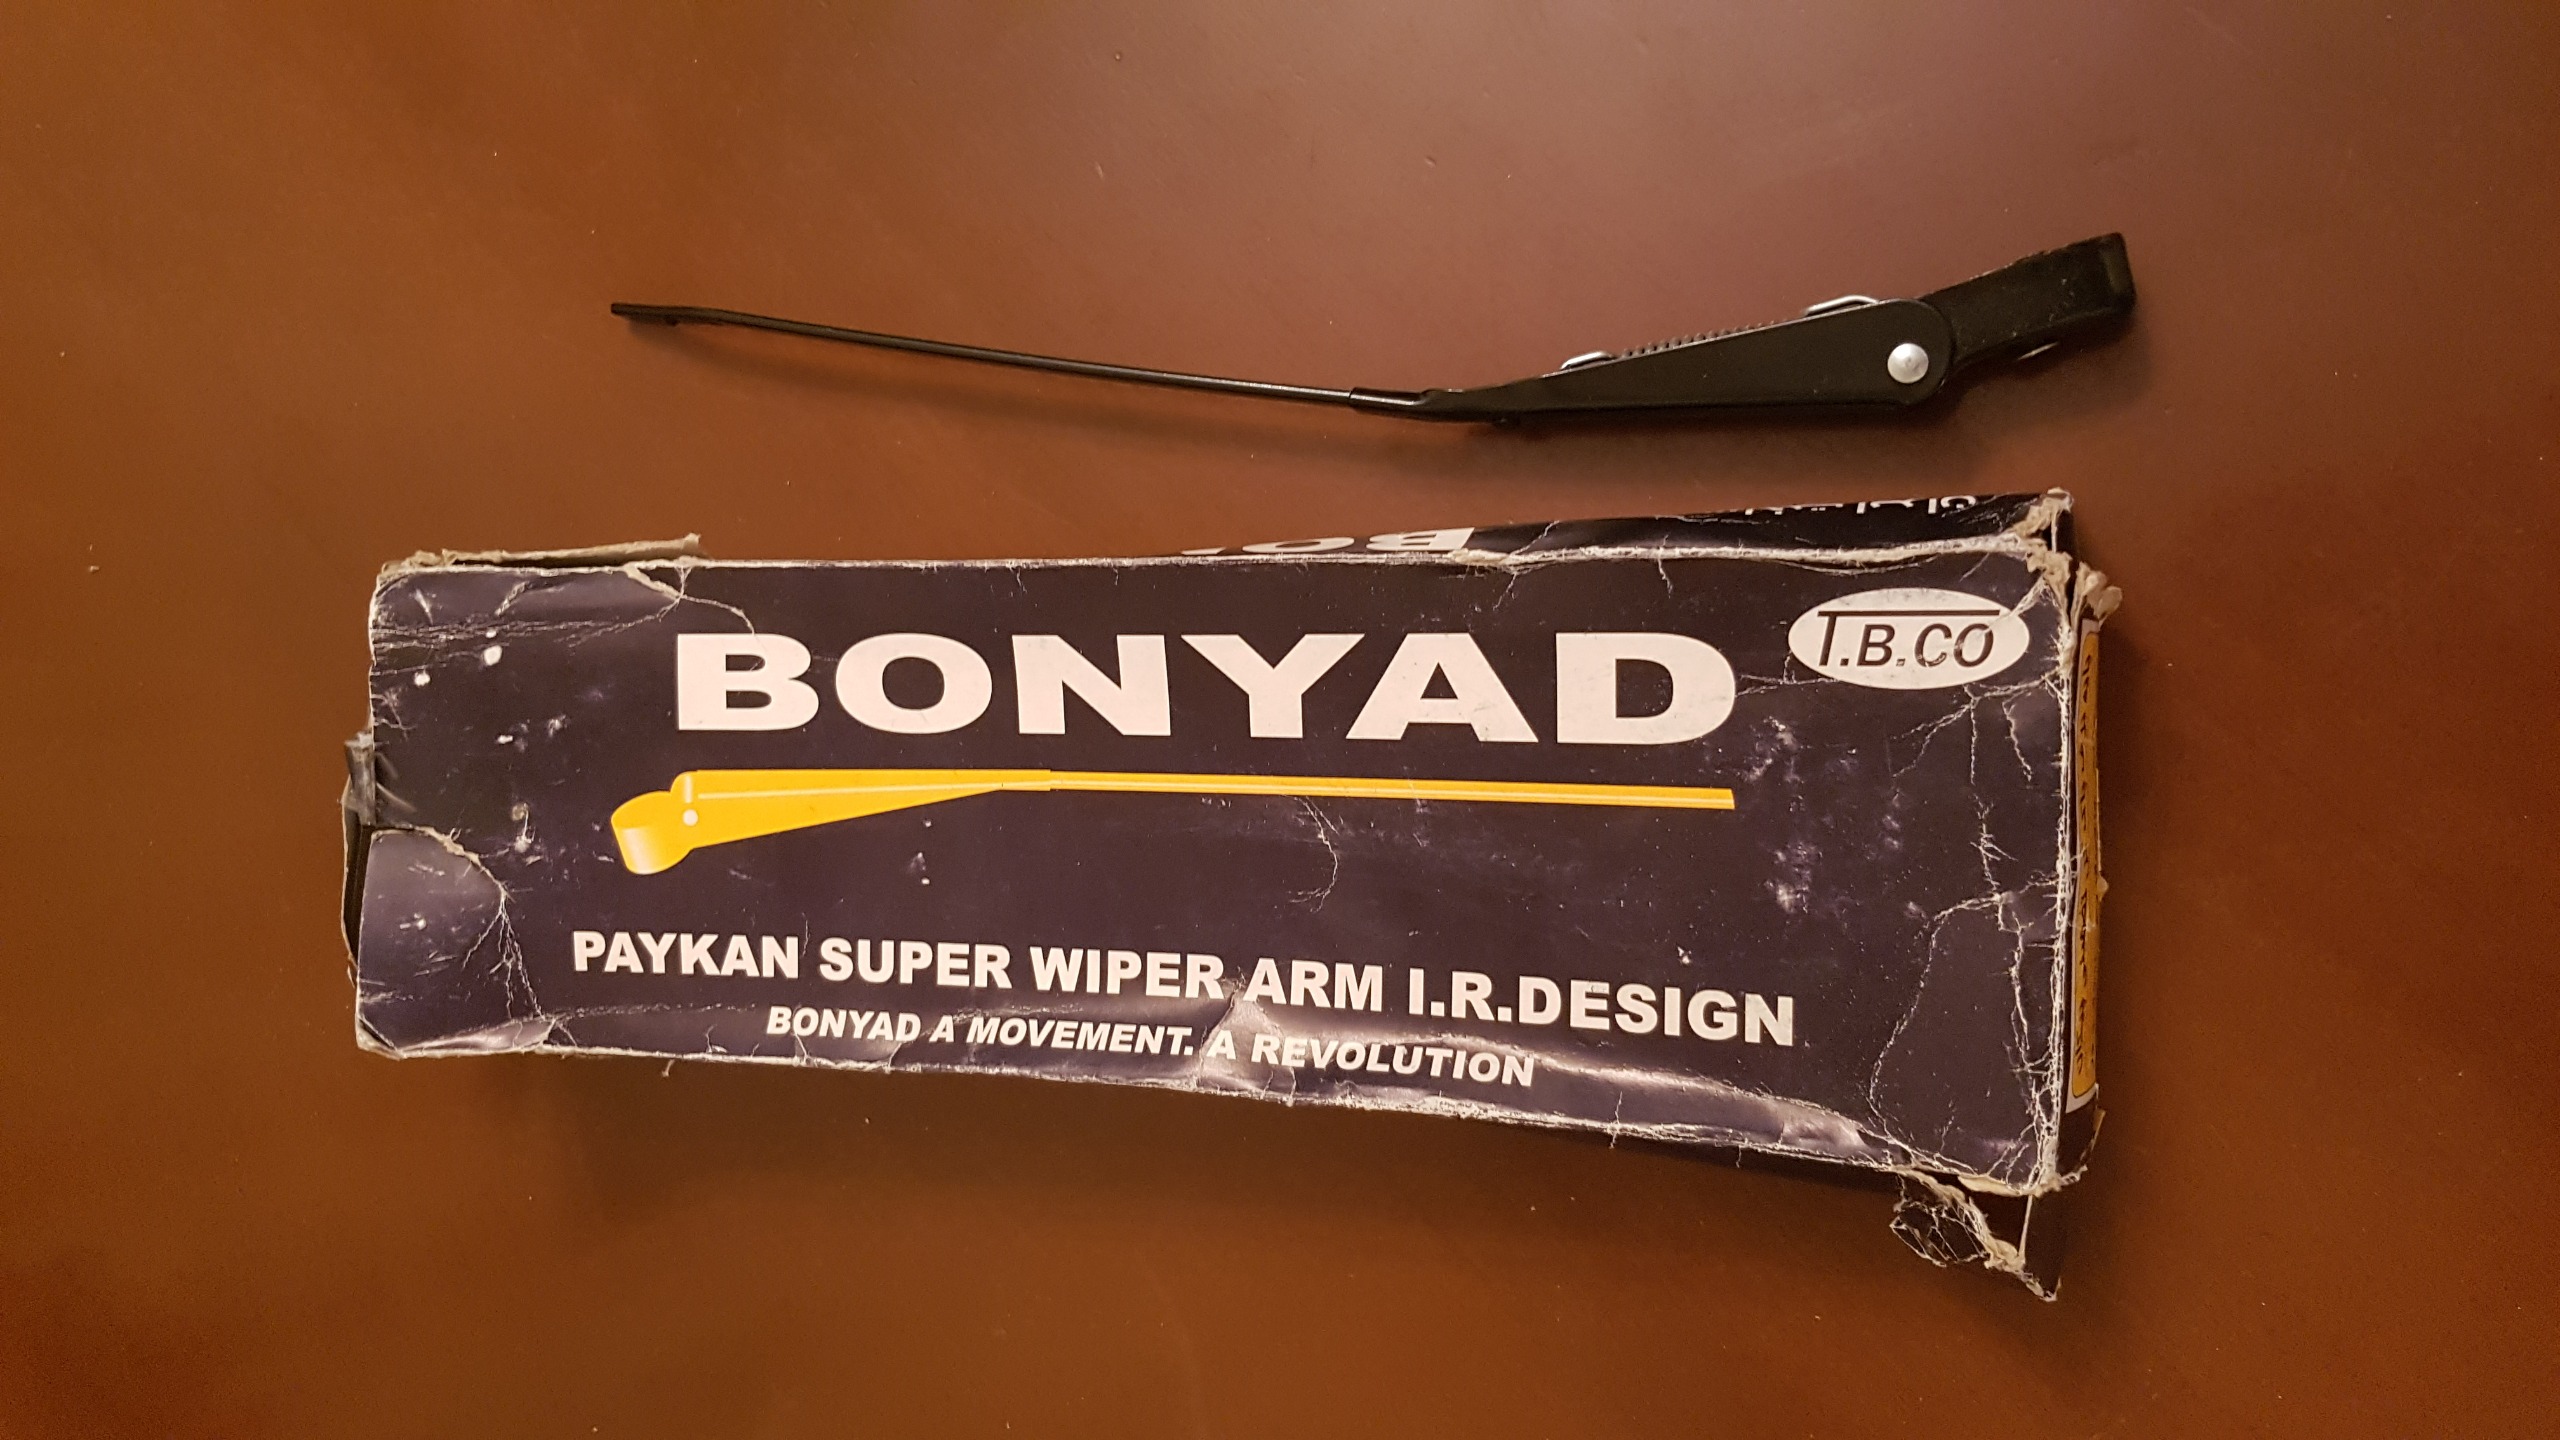 BONYAD
T.B.CO
PAYKAN SUPER WIPER ARM I.R.DESIGN
BONYAD A MOVEMENT. A REVOLUTION